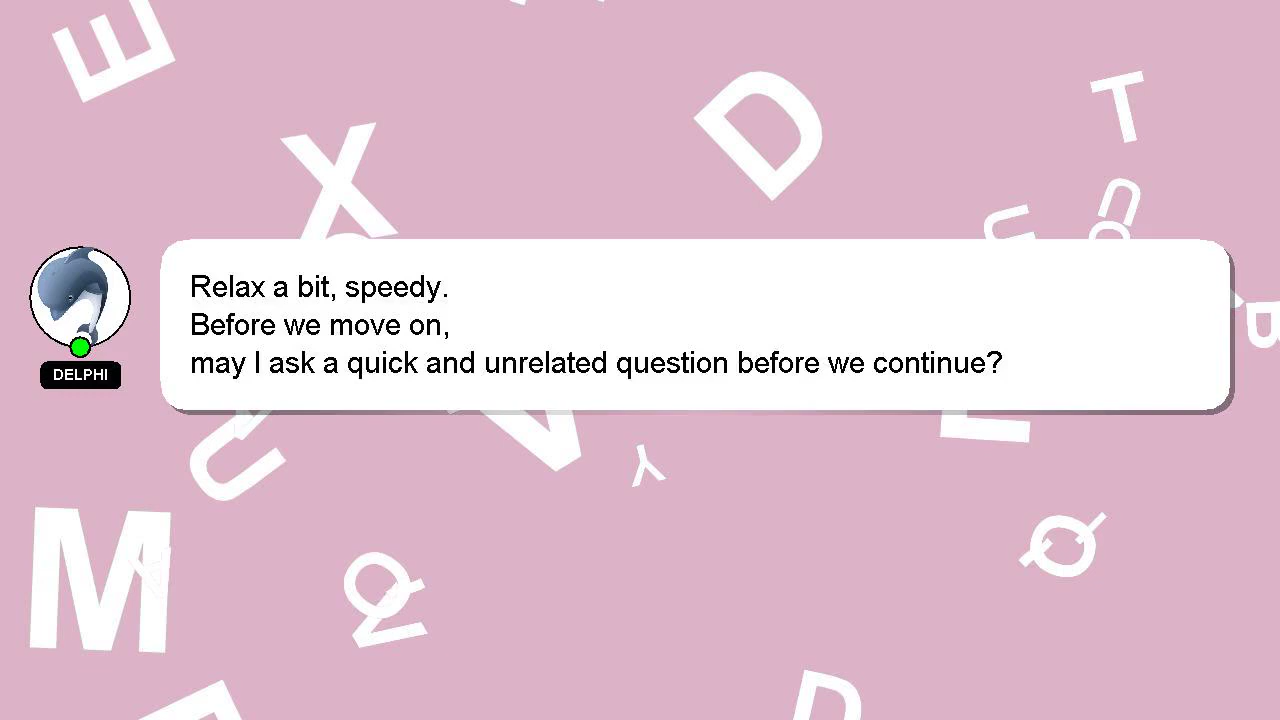 Relax a bit, speedy.
Before we move on,
may I ask a quick and unrelated question before we continue?
DELPHI
E
X
D
T
U
U
B
U
Y
M
Q
Q
D